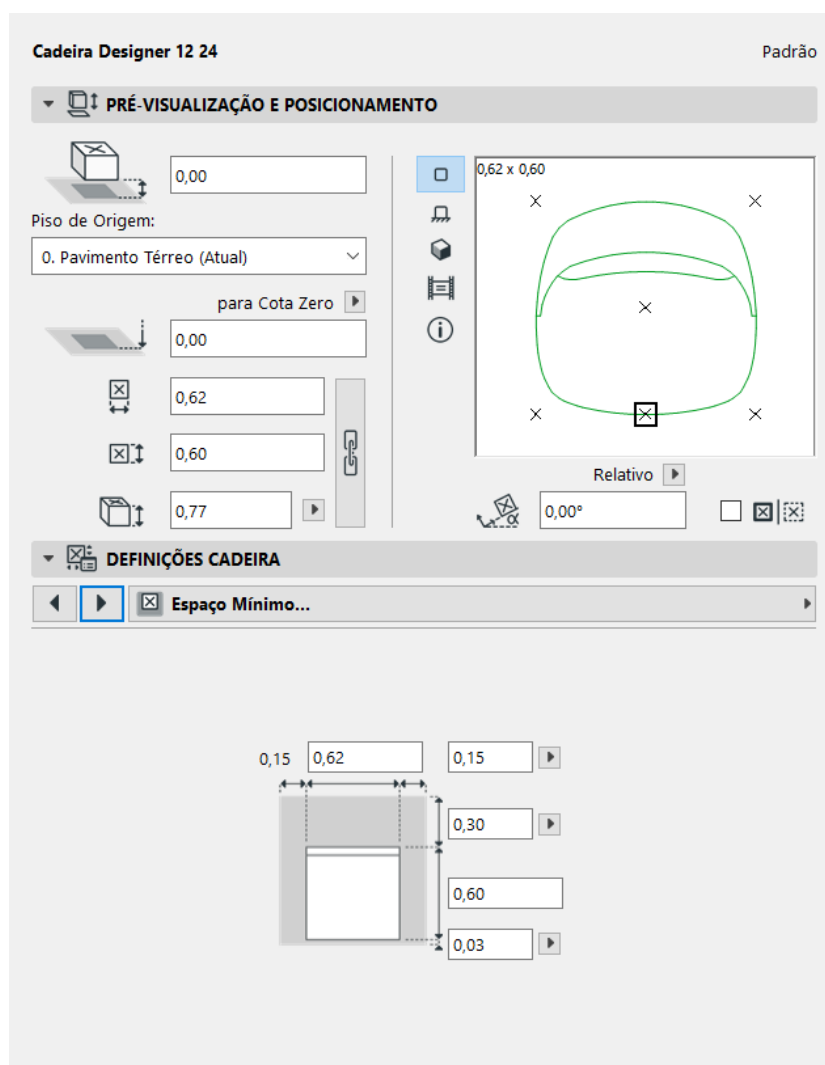 Cadeira Designer 12 24
Padrão
PRÉ-VISUALIZAÇÃO E POSICIONAMENTO
0,00
Piso de Origem:
0. Pavimento Térreo (Atual)
para Cota Zero
0,00
0,62
0,60
0,77
0,62 x 0,60
Relativo
α
0,00°
DEFINIÇÕES CADEIRA
Espaço Mínimo...
0,15 0,62 0,15
0,30
0,60
0,03